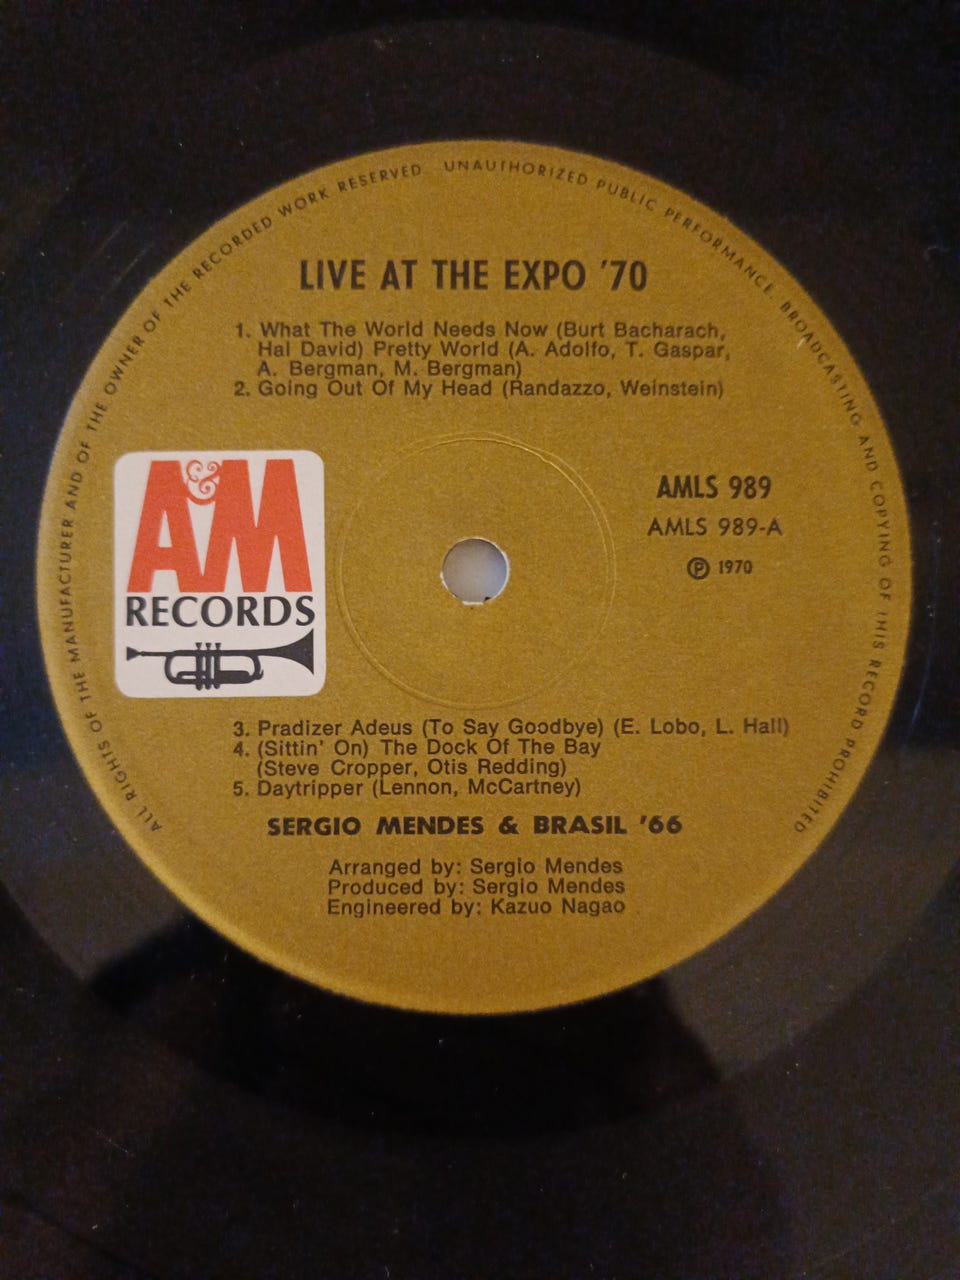 ALL RIGHTS OF THE MANUFACTURER AND OF THE OWNER OF THE RECORDED WORK RESERVED UNAUTHORIZED PUBLIC PERFORMANCE. BROADCASTING AND COPYING OF THIS RECORD PROHIBITED
LIVE AT THE EXPO '70
1. What The World Needs Now (Burt Bacharach,
Hal David) Pretty World (A. Adolfo, T. Gaspar,
A. Bergman, M. Bergman)
2. Going Out Of My Head (Randazzo, Weinstein)
A&M
RECORDS
AMLS 989
AMLS 989-A
℗ 1970
3. Pradizer Adeus (To Say Goodbye) (E. Lobo, L. Hall)
4. (Sittin' On) The Dock Of The Bay
(Steve Cropper, Otis Redding)
5. Daytripper (Lennon, McCartney)
SERGIO MENDES & BRASIL '66
Arranged by: Sergio Mendes
Produced by: Sergio Mendes
Engineered by: Kazuo Nagao